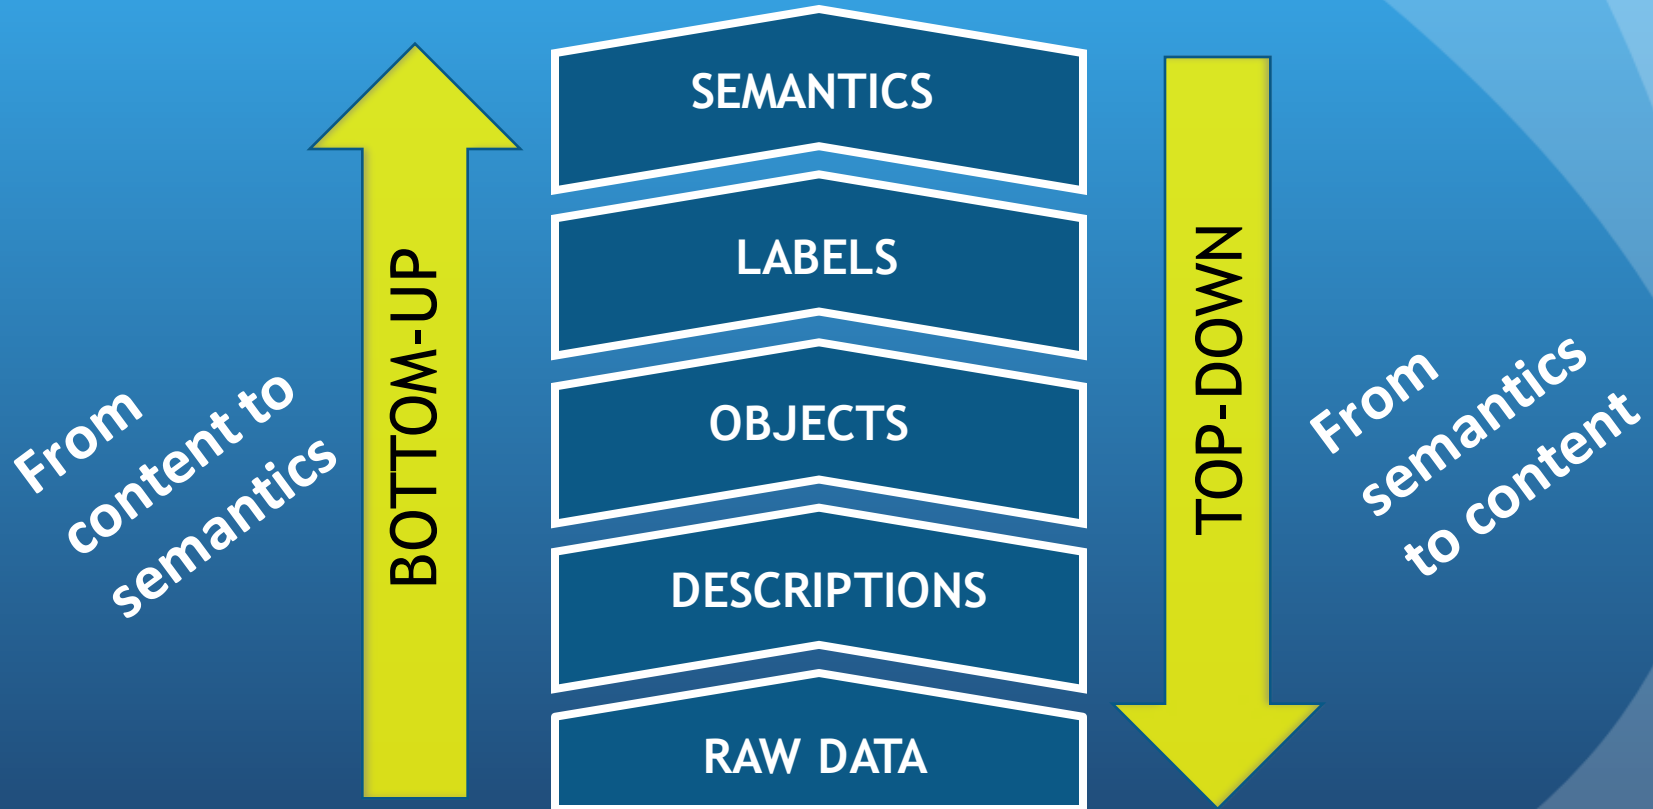 SEMANTICS
LABELS
OBJECTS
DESCRIPTIONS
RAW DATA
BOTTOM-UP
From
content to
semantics
TOP-DOWN
From
semantics
to content